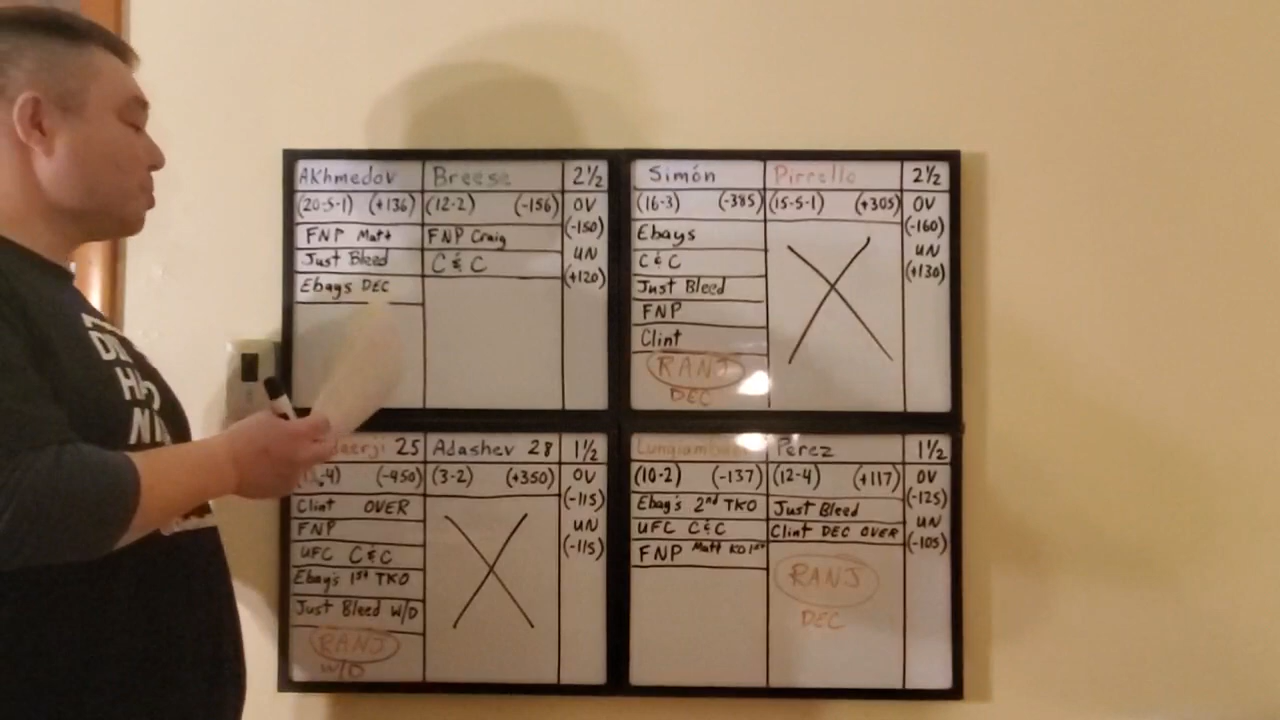 Akhmedov Breese 2½
(20-5-1) (+136) (12-2) (-156) OV
(-150)
FNP Matt FNP Craig UN
Just Bleed C & C (+120)
Ebags DEC
Simón Pirrello 2½
(16-3) (-385) (15-5-1) (+305) OV
(-160)
Ebays UN
C & C (+130)
Just Bleed
FNP
Clint
RANJ
DEC
25 Adashev 28 1½
-4) (-450) (3-2) (+350) OV
Clint OVER (-115)
FNP UN
UFC C & C (-115)
Ebag's 1st TKO
Just Bleed W/D
RANJ
W/D
Perez 1½
(10-2) (-137) (12-4) (+117) OV
Ebag's 2nd TKO Just Bleed (-125)
UFC C & C Clint DEC OVER UN
FNP Matt KO 1st (-105)
RANJ
DEC